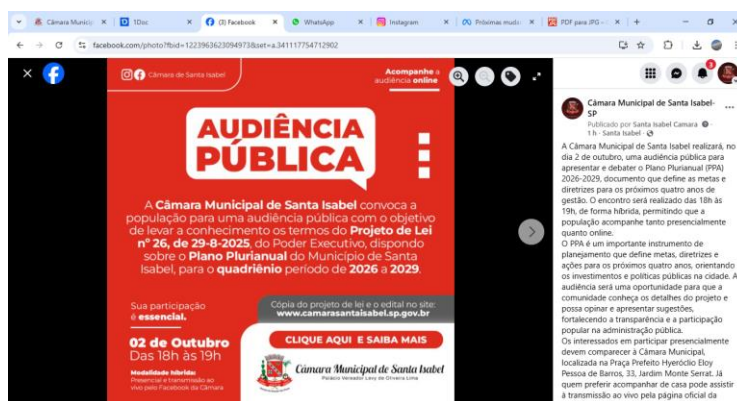 Câmara Municip
1Doc
(3) Facebook
WhatsApp
Instagram
Próximas mudan
PDF para JPG –
facebook.com/photo?fbid=1223963623094973&set=a.341117754712902
Câmara de Santa Isabel
Acompanhe a
audiência online
AUDIÊNCIA
PÚBLICA
A Câmara Municipal de Santa Isabel convoca a
população para uma audiência pública com o objetivo
de levar a conhecimento os termos do Projeto de Lei
nº 26, de 29-8-2025, do Poder Executivo, dispondo
sobre o Plano Plurianual do Município de Santa
Isabel, para o quadriênio período de 2026 a 2029.
Sua participação
é essencial.
Cópia do projeto de lei e o edital no site:
www.camarasantaisabel.sp.gov.br
02 de Outubro
Das 18h às 19h
Modalidade híbrida:
Presencial e transmissão ao
vivo pelo Facebook da Câmara
CLIQUE AQUI E SAIBA MAIS
Câmara Municipal de Santa Isabel
Palácio Vereador Levy de Oliveira Lima
Câmara Municipal de Santa Isabel-
SP
Publicado por Santa Isabel Camara
1 h · Santa Isabel ·
A Câmara Municipal de Santa Isabel realizará, no
dia 2 de outubro, uma audiência pública para
apresentar e debater o Plano Plurianual (PPA)
2026-2029, documento que define as metas e
diretrizes para os próximos quatro anos de
gestão. O encontro será realizado das 18h às
19h, de forma híbrida, permitindo que a
população acompanhe tanto presencialmente
quanto online.
O PPA é um importante instrumento de
planejamento que define metas, diretrizes e
ações para os próximos quatro anos, orientando
os investimentos e políticas públicas na cidade. A
audiência será uma oportunidade para que a
comunidade conheça os detalhes do projeto e
possa opinar e apresentar sugestões,
fortalecendo a transparência e a participação
popular na administração pública.
Os interessados em participar presencialmente
devem comparecer à Câmara Municipal,
localizada na Praça Prefeito Hyeróclio Eloy
Pessoa de Barros, 33, Jardim Monte Serrat. Já
quem preferir acompanhar de casa pode assistir
à transmissão ao vivo pela página oficial da